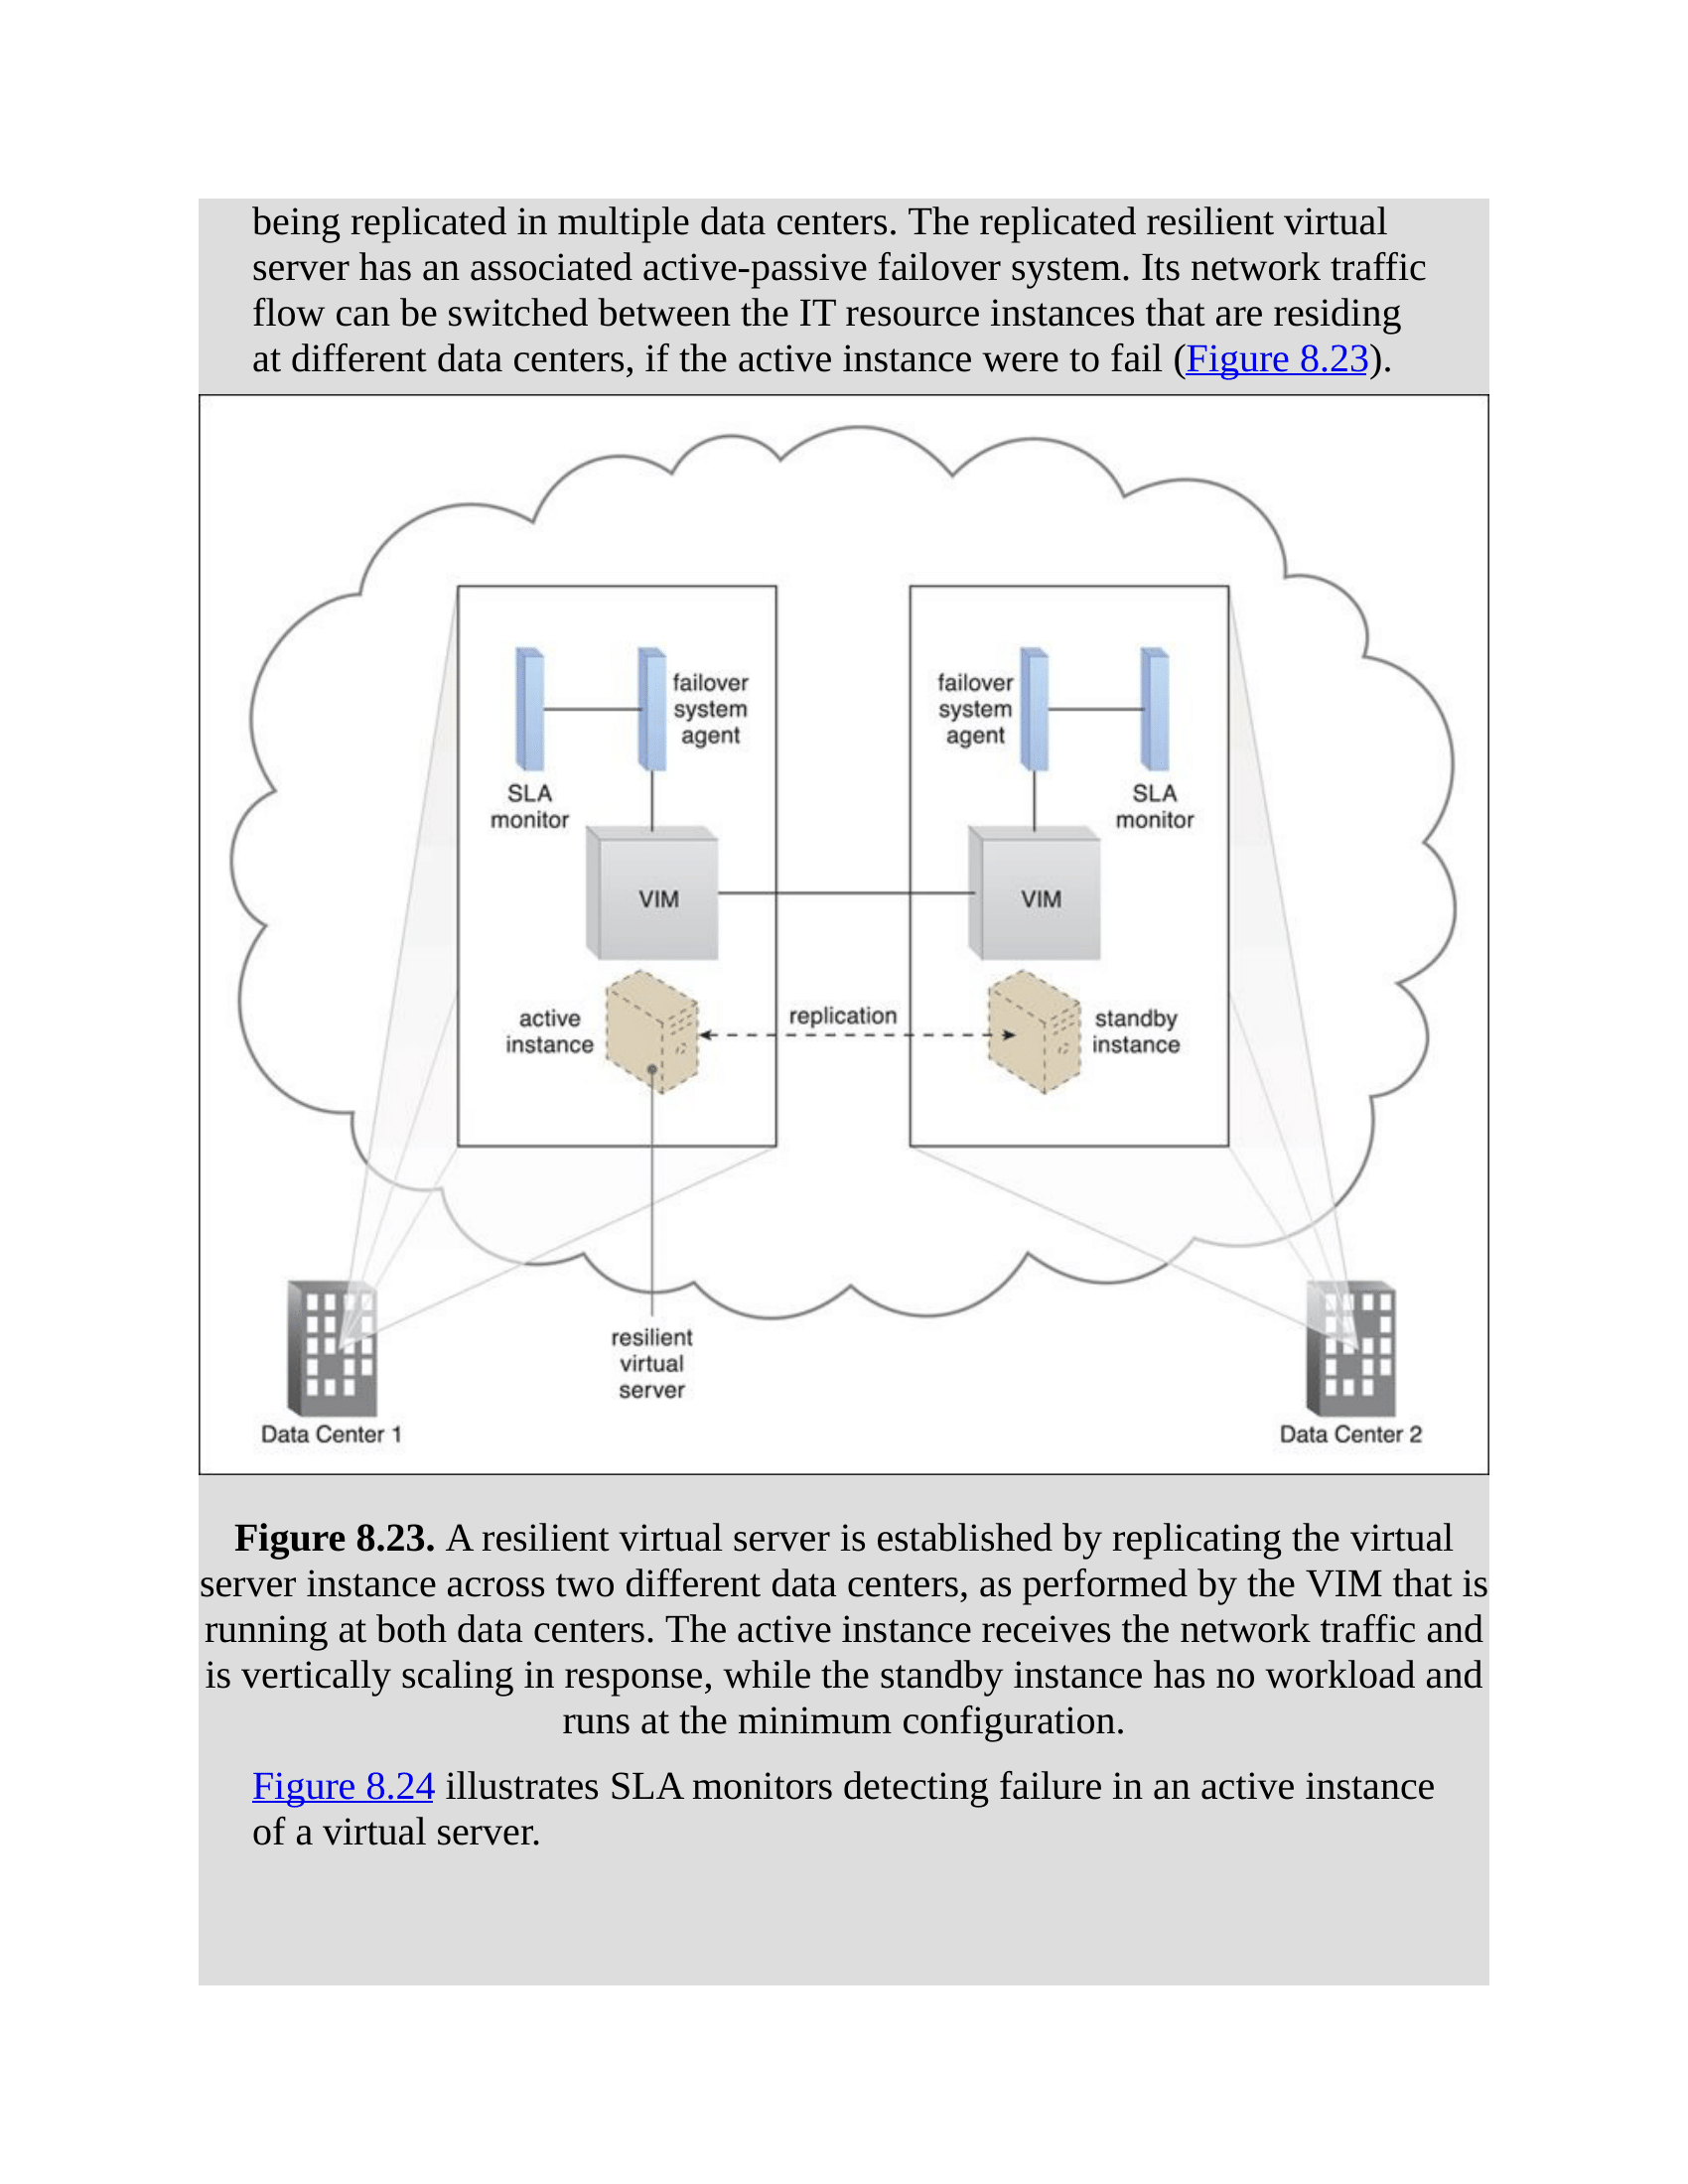 being replicated in multiple data centers. The replicated resilient virtual
server has an associated active-passive failover system. Its network traffic
flow can be switched between the IT resource instances that are residing
at different data centers, if the active instance were to fail (Figure 8.23).
failover
system
agent
SLA
monitor
VIM
active
instance
replication
failover
system
agent
SLA
monitor
VIM
standby
instance
resilient
virtual
server
Data Center 1
Data Center 2
Figure 8.23. A resilient virtual server is established by replicating the virtual
server instance across two different data centers, as performed by the VIM that is
running at both data centers. The active instance receives the network traffic and
is vertically scaling in response, while the standby instance has no workload and
runs at the minimum configuration.
Figure 8.24 illustrates SLA monitors detecting failure in an active instance
of a virtual server.